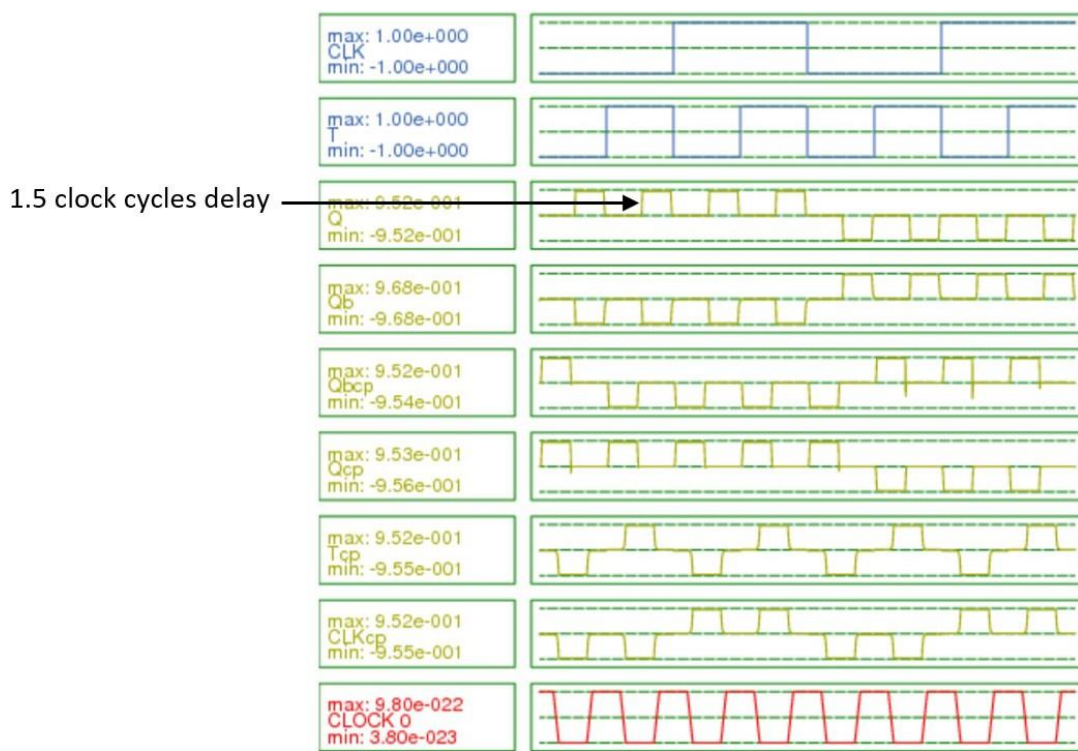 max: 1.00e+000
CLK
min: -1.00e+000
max: 1.00e+000
T
min: -1.00e+000
1.5 clock cycles delay
max: 9.52e-001
Q
min: -9.52e-001
max: 9.68e-001
Qb
min: -9.68e-001
max: 9.52e-001
Qbcp
min: -9.54e-001
max: 9.53e-001
Qcp
min: -9.56e-001
max: 9.52e-001
Tcp
min: -9.55e-001
max: 9.52e-001
CLKcp
min: -9.55e-001
max: 9.80e-022
CLOCK 0
min: 3.80e-023